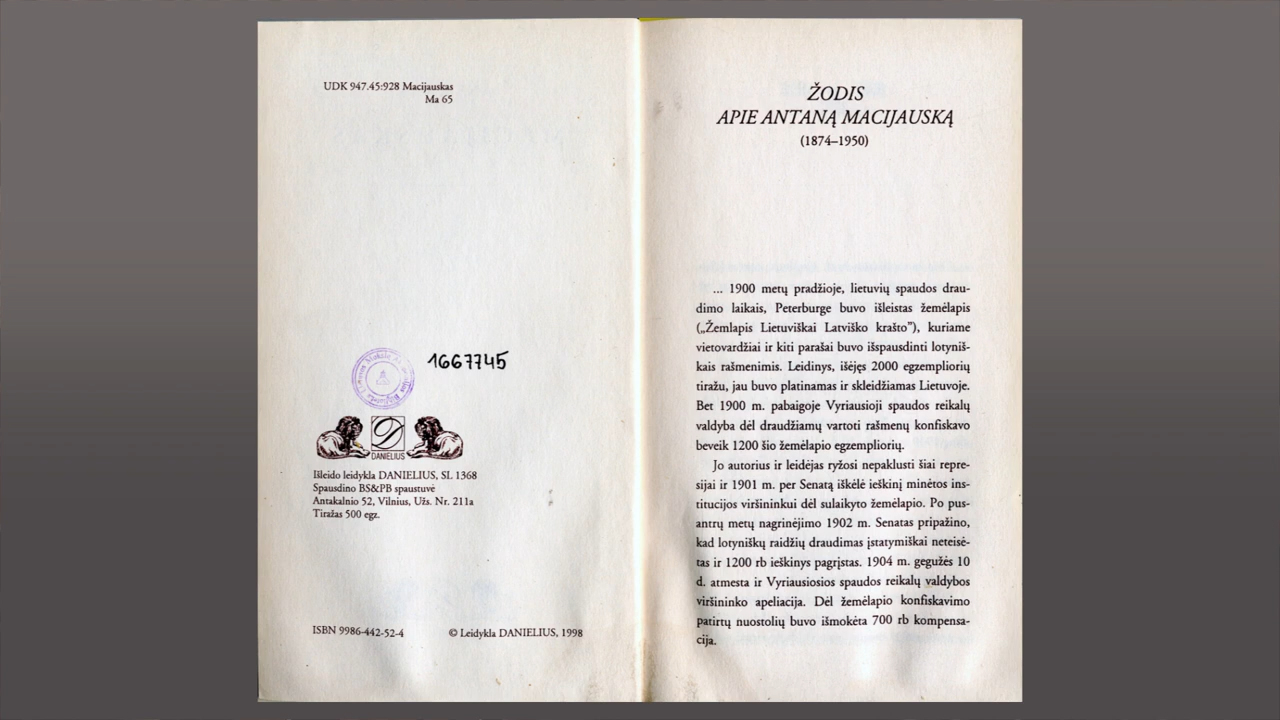 UDK 947.45:928 Macijauskas
Ma 65
1667745
DANIELIUS
Išleido leidykla DANIELIUS, SL 1368
Spausdino BS&PB spaustuvė
Antakalnio 52, Vilnius, Užs. Nr. 211a
Tiražas 500 egz.
ISBN 9986-442-52-4
© Leidykla DANIELIUS, 1998
ŽODIS
APIE ANTANĄ MACIJAUSKĄ
(1874–1950)
... 1900 metų pradžioje, lietuvių spaudos drau-
dimo laikais, Peterburge buvo išleistas žemėlapis
(„Žemlapis Lietuviškai Latviško krašto”), kuriame
vietovardžiai ir kiti parašai buvo išspausdinti lotyniš-
kais rašmenimis. Leidinys, išėjęs 2000 egzempliorių
tiražu, jau buvo platinamas ir skleidžiamas Lietuvoje.
Bet 1900 m. pabaigoje Vyriausioji spaudos reikalų
valdyba dėl draudžiamų vartoti rašmenų konfiskavo
beveik 1200 šio žemėlapio egzempliorių.
Jo autorius ir leidėjas ryžosi nepaklusti šiai repre-
sijai ir 1901 m. per Senatą iškėlė ieškinį minėtos ins-
titucijos viršininkui dėl sulaikyto žemėlapio. Po pus-
antrų metų nagrinėjimo 1902 m. Senatas pripažino,
kad lotyniškų raidžių draudimas įstatymiškai neteisė-
tas ir 1200 rb ieškinys pagrįstas. 1904 m. gegužės 10
d. atmesta ir Vyriausiosios spaudos reikalų valdybos
viršininko apeliacija. Dėl žemėlapio konfiskavimo
patirtų nuostolių buvo išmokėta 700 rb kompensa-
cija.